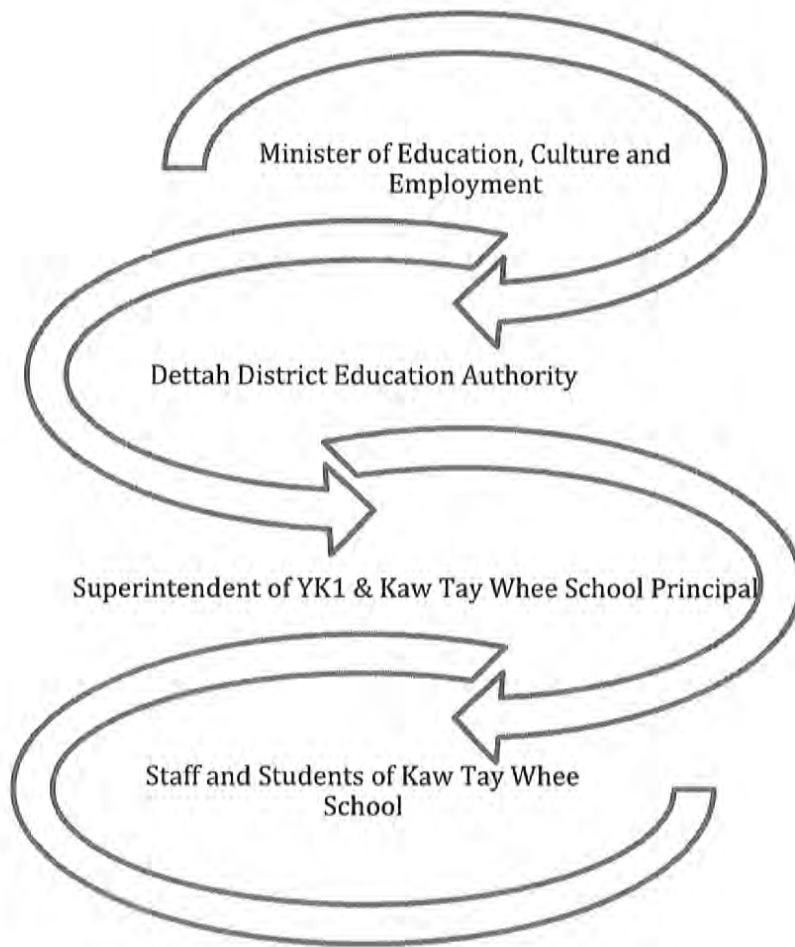 Minister of Education, Culture and
Employment
Dettah District Education Authority
Superintendent of YK1 & Kaw Tay Whee School Principal
Staff and Students of Kaw Tay Whee
School